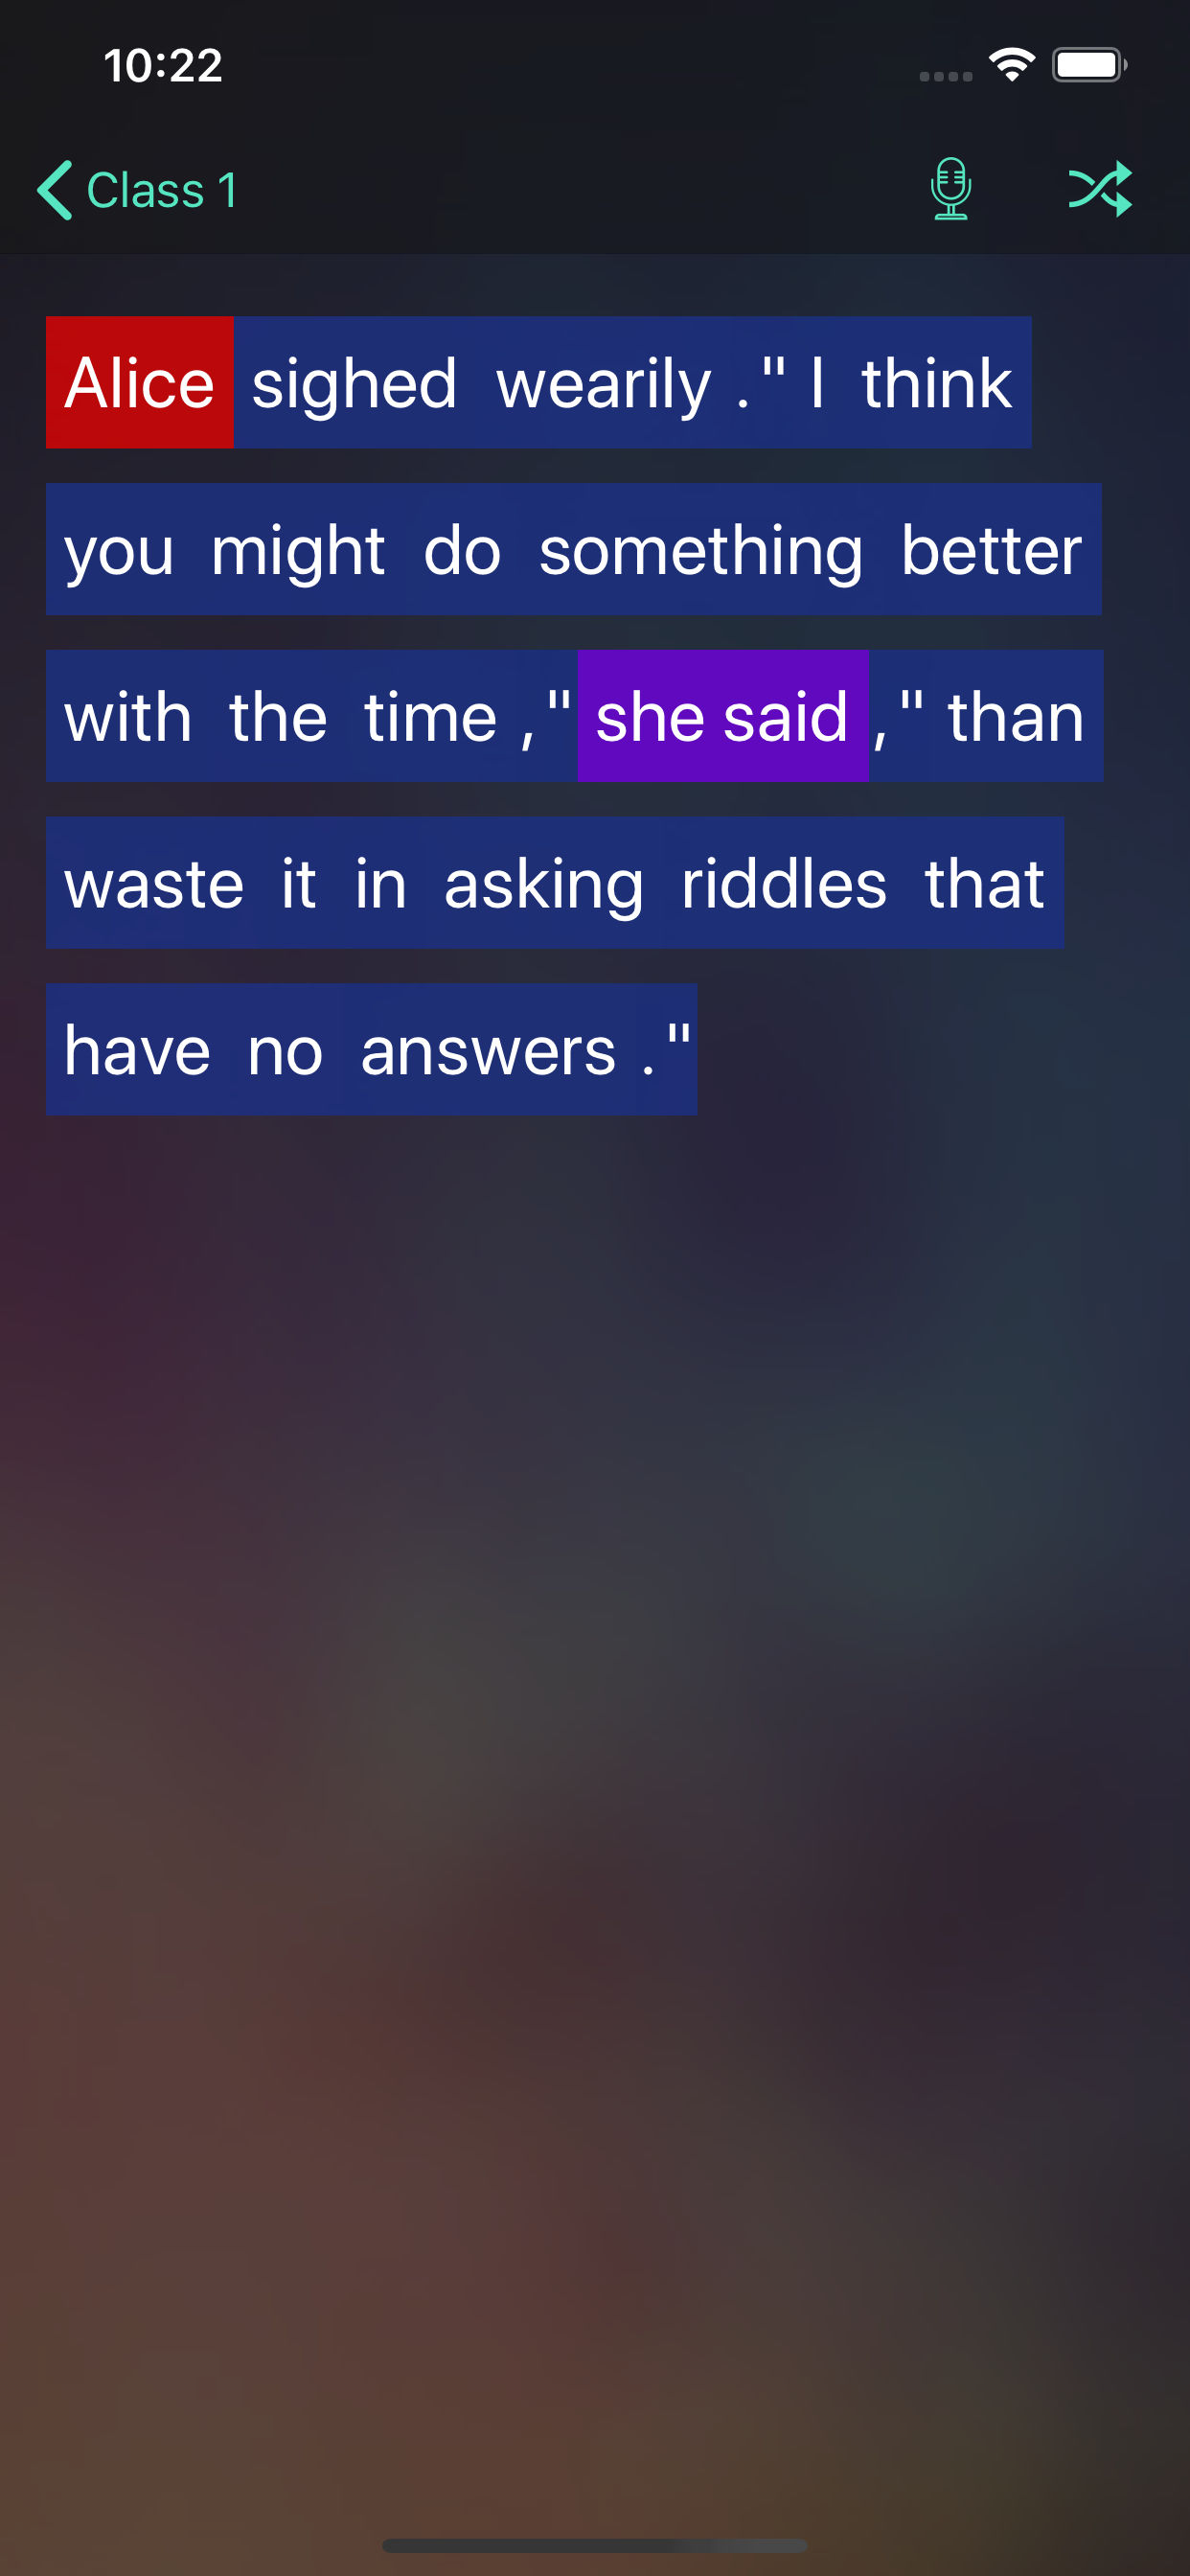 10:22
Class 1
Alice sighed wearily ." I think
you might do something better
with the time ," she said ," than
waste it in asking riddles that
have no answers ."